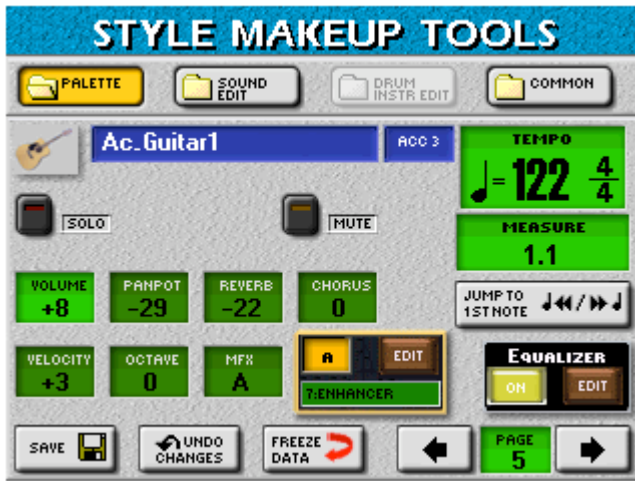 STYLE MAKEUP TOOLS
PALETTE
SOUND
EDIT
DRUM
INSTR EDIT
COMMON
Ac.Guitar1
ACC 3
TEMPO
= 122 4/4
SOLO
MUTE
MEASURE
1.1
VOLUME
+8
PANPOT
-29
REVERB
-22
CHORUS
0
JUMP TO
1ST NOTE
VELOCITY
+3
OCTAVE
0
MFX
A
A
EDIT
7:ENHANCER
EQUALIZER
ON
EDIT
SAVE
UNDO
CHANGES
FREEZE
DATA
PAGE
5